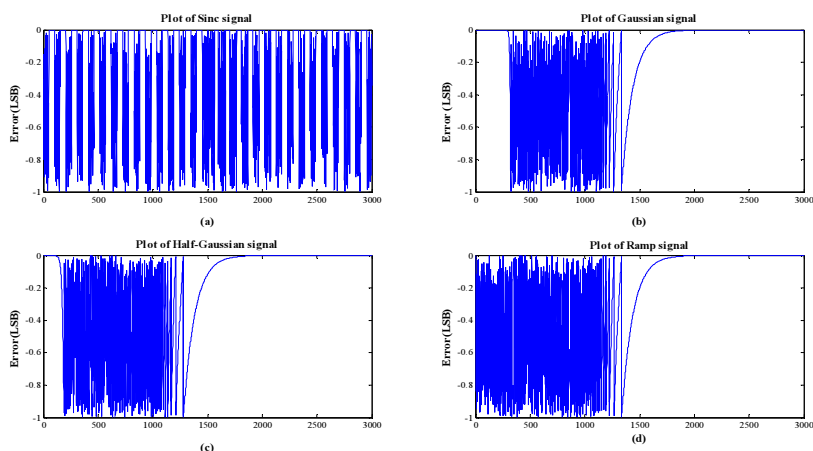 Plot of Sinc signal
Error(LSB)
0
-0.2
-0.4
-0.6
-0.8
-1
0 500 1000 1500 2000 2500 3000
(a)
Plot of Gaussian signal
Error (LSB)
0
-0.2
-0.4
-0.6
-0.8
-1
0 500 1000 1500 2000 2500 3000
(b)
Plot of Half-Gaussian signal
Error(LSB)
0
-0.2
-0.4
-0.6
-0.8
-1
0 500 1000 1500 2000 2500 3000
(c)
Plot of Ramp signal
Error(LSB)
0
-0.2
-0.4
-0.6
-0.8
-1
0 500 1000 1500 2000 2500 3000
(d)